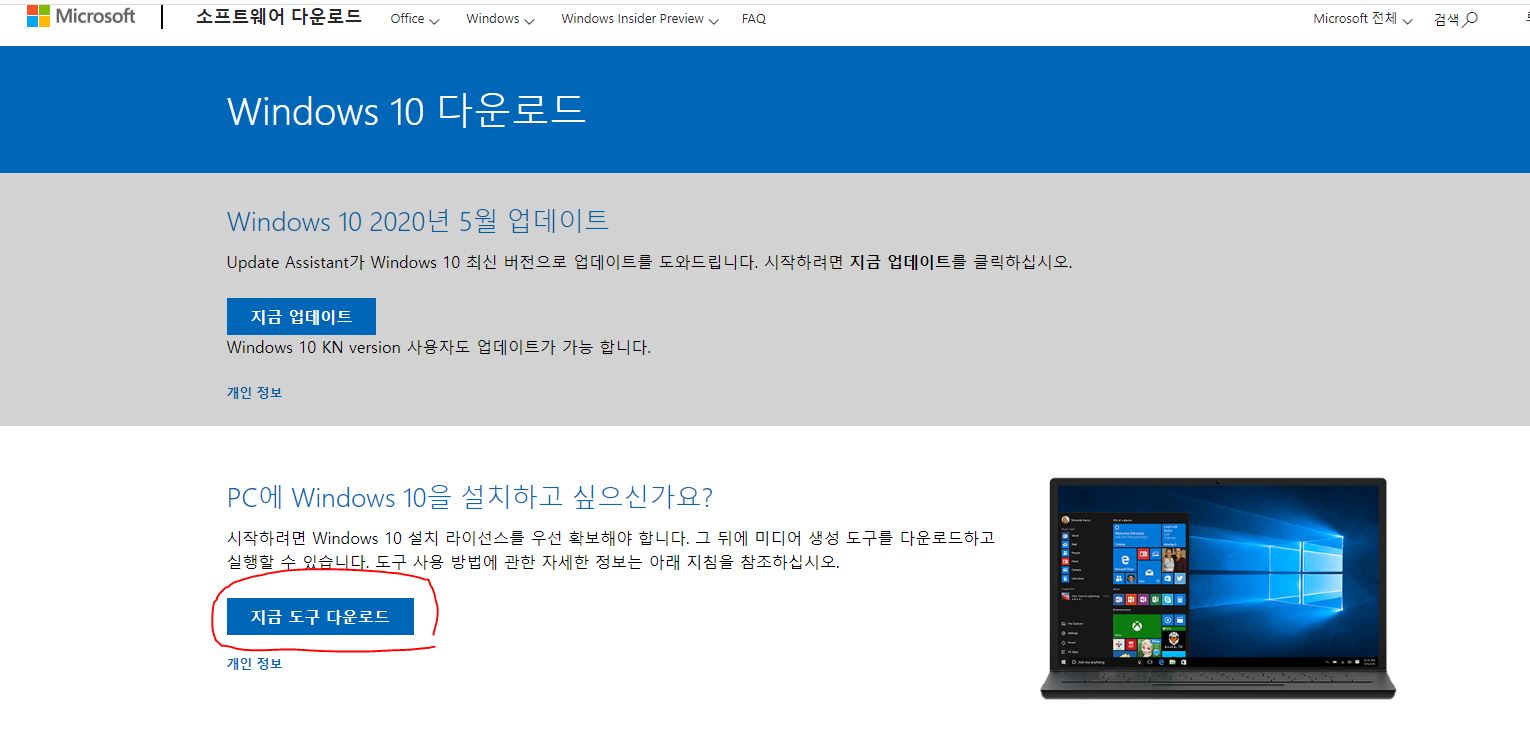 Microsoft 소프트웨어 다운로드 Office Windows Windows Insider Preview FAQ Microsoft 전체 검색
Windows 10 다운로드
Windows 10 2020년 5월 업데이트
Update Assistant가 Windows 10 최신 버전으로 업데이트를 도와드립니다. 시작하려면 지금 업데이트를 클릭하십시오.
지금 업데이트
Windows 10 KN version 사용자도 업데이트가 가능 합니다.
개인 정보
PC에 Windows 10을 설치하고 싶으신가요?
시작하려면 Windows 10 설치 라이선스를 우선 확보해야 합니다. 그 뒤에 미디어 생성 도구를 다운로드하고
실행할 수 있습니다. 도구 사용 방법에 관한 자세한 정보는 아래 지침을 참조하십시오.
지금 도구 다운로드
개인 정보